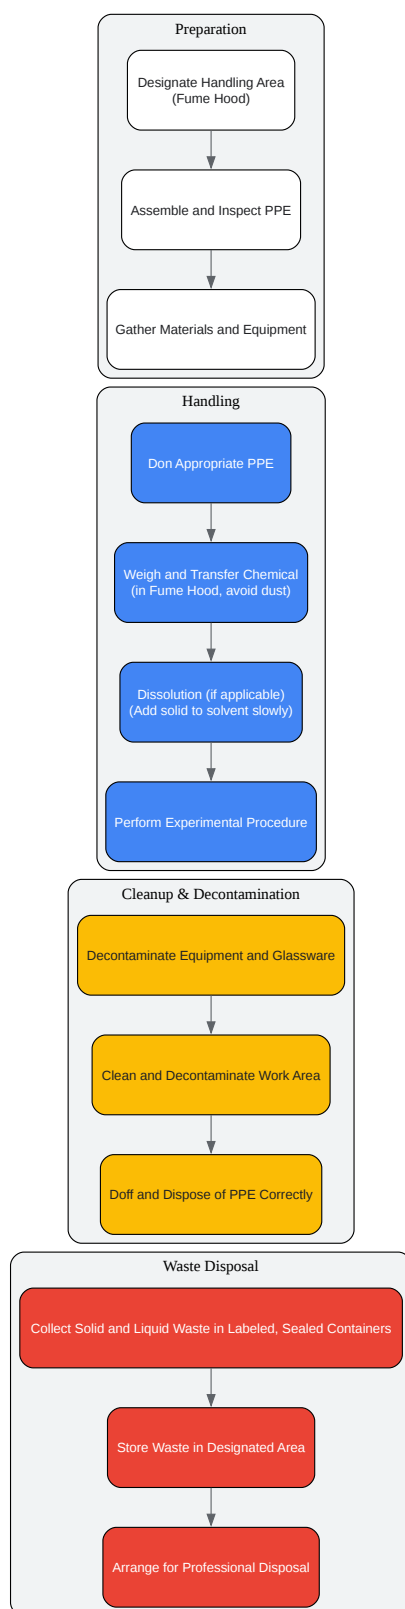 Preparation
Designate Handling Area
(Fume Hood)
Assemble and Inspect PPE
Gather Materials and Equipment
Handling
Don Appropriate PPE
Weigh and Transfer Chemical
(in Fume Hood, avoid dust)
Dissolution (if applicable)
(Add solid to solvent slowly)
Perform Experimental Procedure
Cleanup & Decontamination
Decontaminate Equipment and Glassware
Clean and Decontaminate Work Area
Doff and Dispose of PPE Correctly
Waste Disposal
Collect Solid and Liquid Waste in Labeled, Sealed Containers
Store Waste in Designated Area
Arrange for Professional Disposal